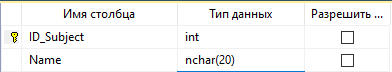 Имя столбца Тип данных Разрешить ...
ID_Subject int
Name nchar(20)